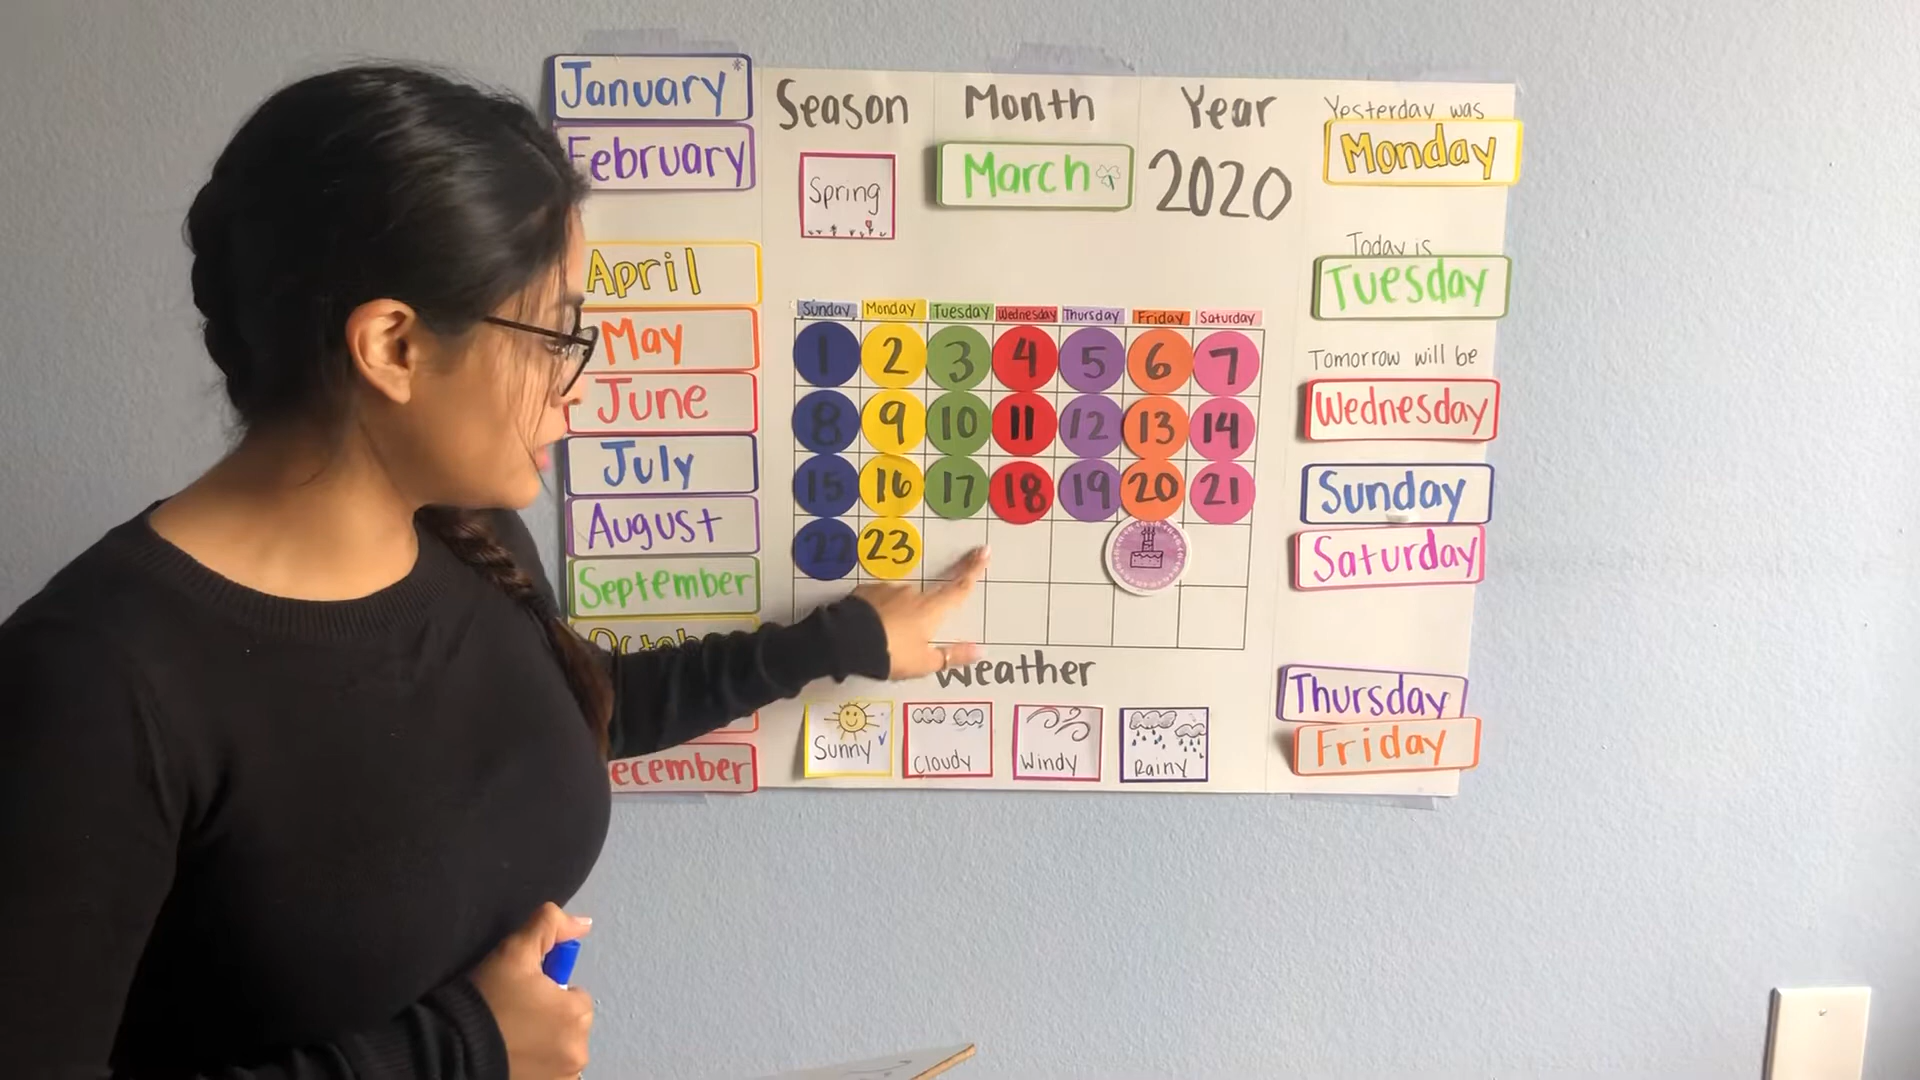 January
February
April
May
June
July
August
September
ecember
Season
Spring
Month
March
Year
2020
Yesterday was
Monday
Today is
Tuesday
Tomorrow will be
Wednesday
Sunday
Saturday
Thursday
Friday
Sunday Monday Tuesday Wednesday Thursday Friday Saturday
1 2 3 4 5 6 7
8 9 10 11 12 13 14
15 16 17 18 19 20 21
22 23
Weather
Sunny
Cloudy
Windy
Rainy